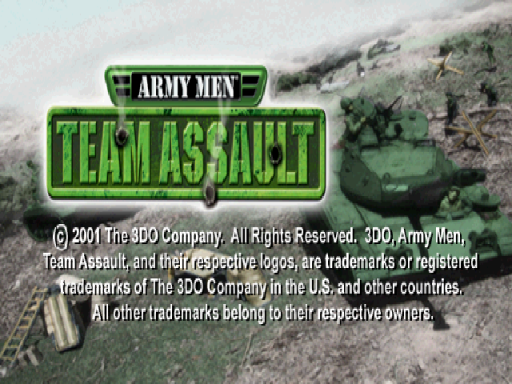 ARMY MEN
TEAM ASSAULT
© 2001 The 3DO Company. All Rights Reserved. 3DO, Army Men,
Team Assault, and their respective logos, are trademarks or registered
trademarks of The 3DO Company in the U.S. and other countries.
All other trademarks belong to their respective owners.